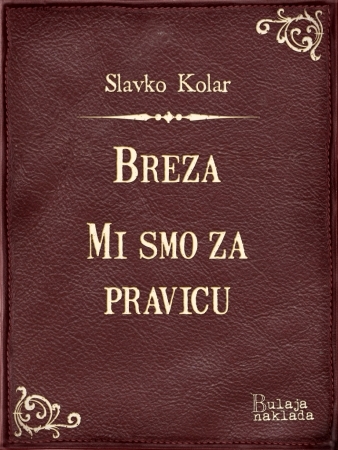 Slavko Kolar
BREZA
MI SMO ZA
PRAVICU
Bulaja
naklada